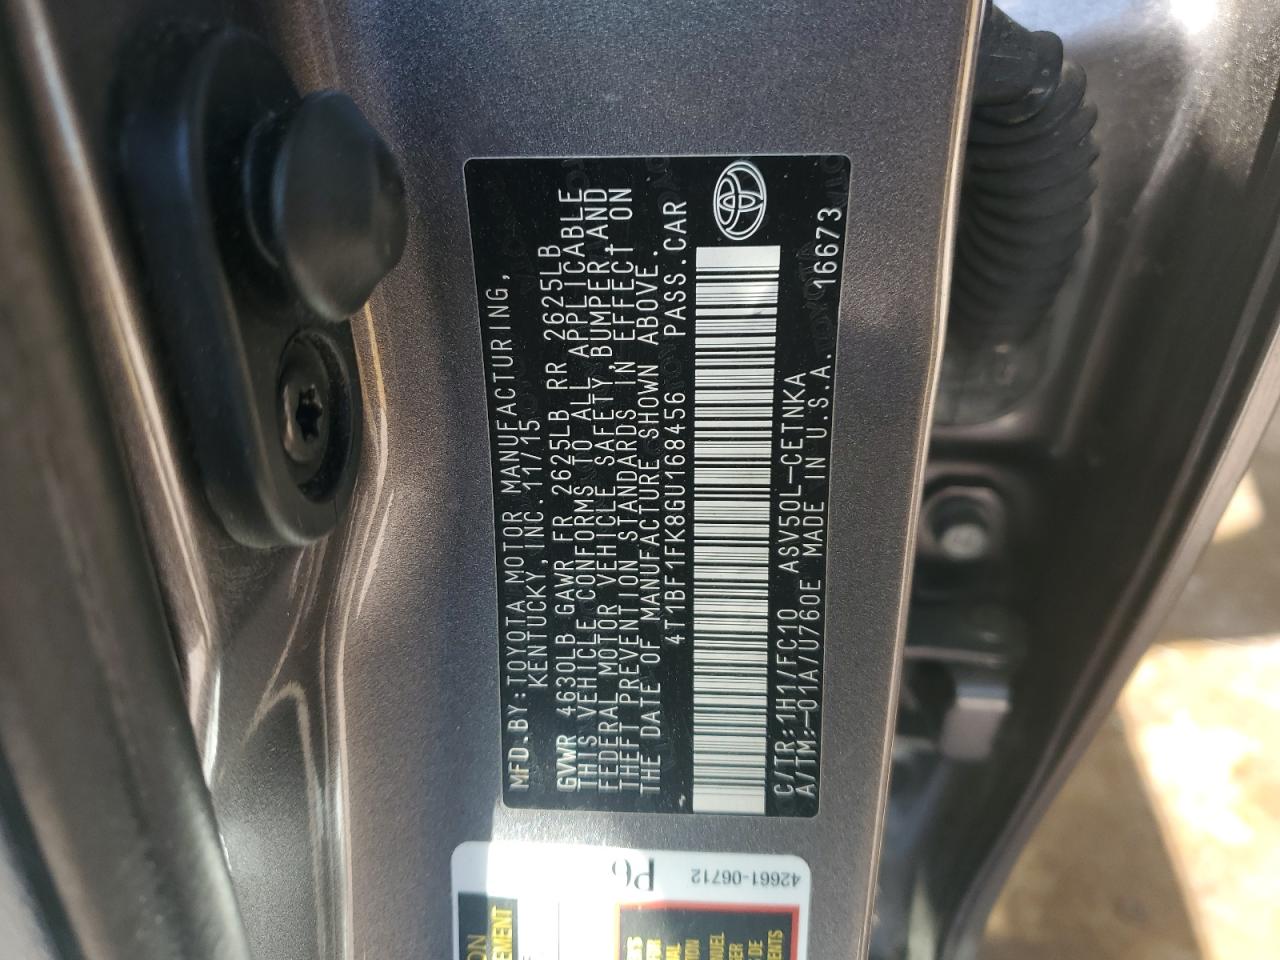 MFD.BY:TOYOTA MOTOR MANUFACTURING,
KENTUCKY, INC. 11/15
GVWR 4630LB GAWR FR 2625LB RR 2625LB
THIS VEHICLE CONFORMS TO ALL APPLICABLE
FEDERAL MOTOR VEHICLE SAFETY, BUMPER, AND
THEFT PREVENTION STANDARDS IN EFFECT ON
THE DATE OF MANUFACTURE SHOWN ABOVE.
4T1BF1FK8GU168456 PASS.CAR
C/TR:1H1/FC10 ASV50L-CETNKA
A/TM:-01A/U760E MADE IN U.S.A. 16673
P6
42661-06712